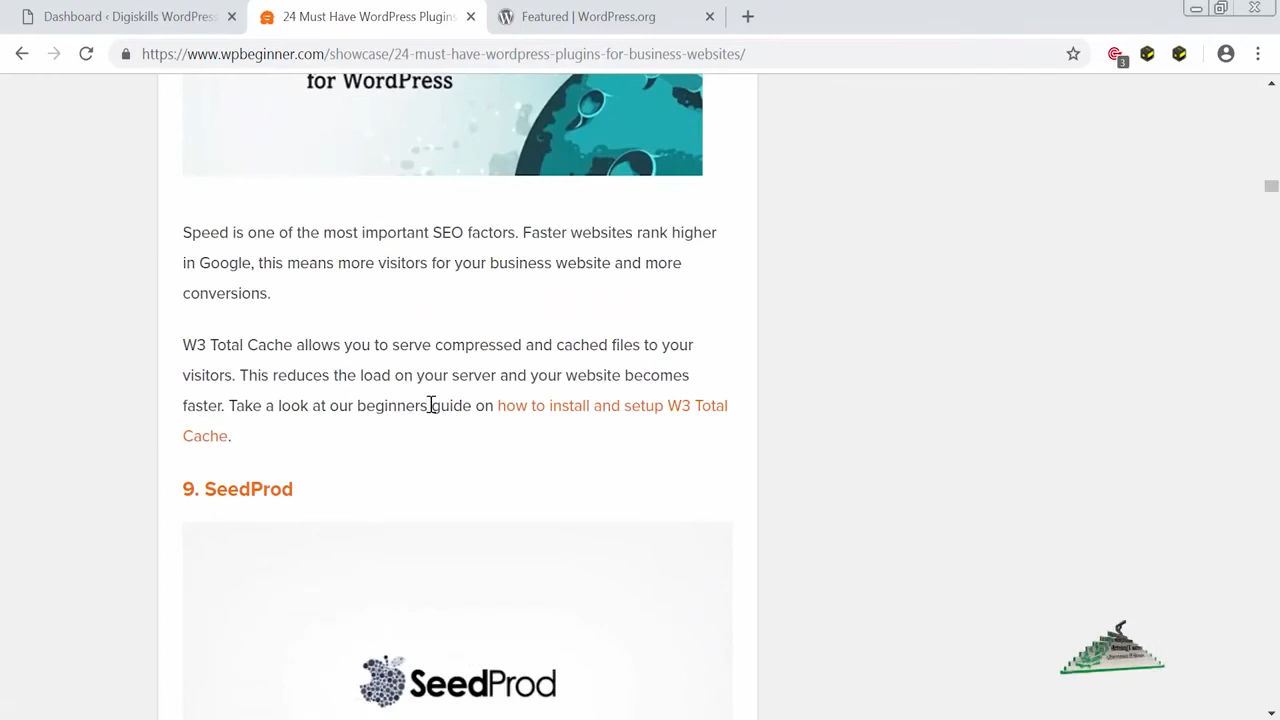 Dashboard ‹ Digiskills WordPress
24 Must Have WordPress Plugins
Featured | WordPress.org
https://www.wpbeginner.com/showcase/24-must-have-wordpress-plugins-for-business-websites/
3
for WordPress
Speed is one of the most important SEO factors. Faster websites rank higher
in Google, this means more visitors for your business website and more
conversions.
W3 Total Cache allows you to serve compressed and cached files to your
visitors. This reduces the load on your server and your website becomes
faster. Take a look at our beginners guide on how to install and setup W3 Total
Cache.
9. SeedProd
SeedProd